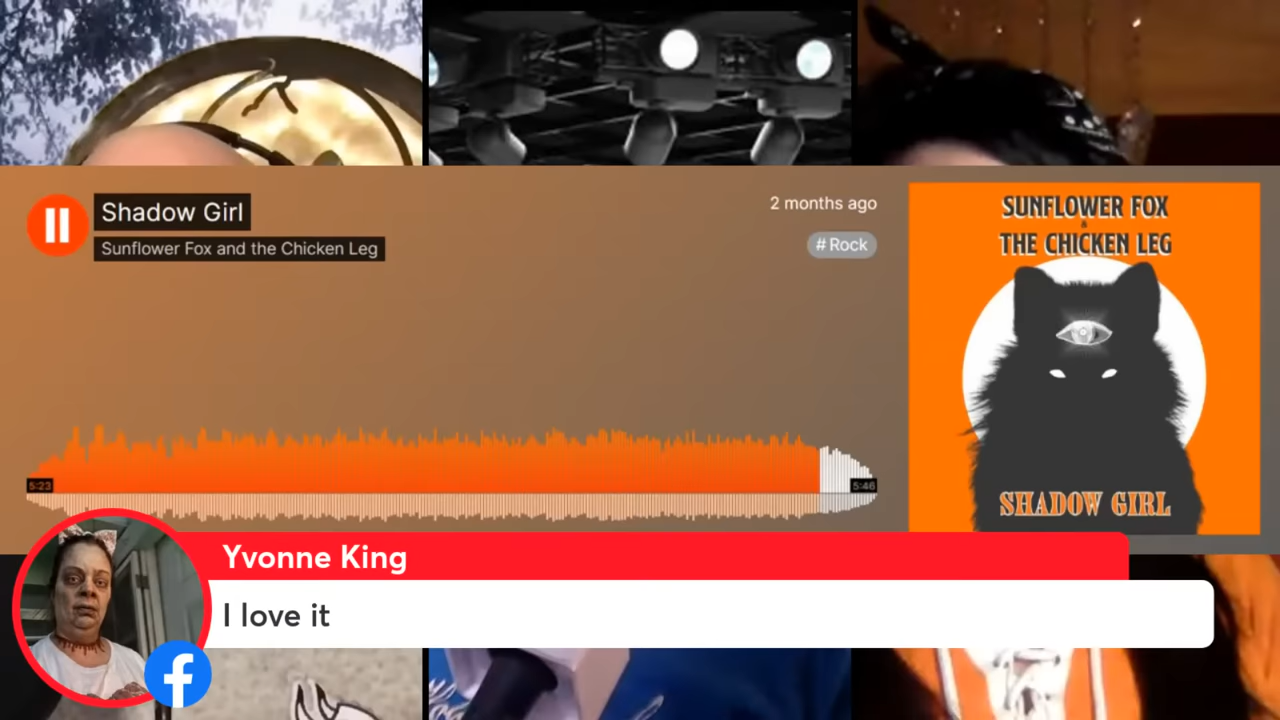 Shadow Girl
Sunflower Fox and the Chicken Leg
2 months ago
# Rock
5:23
5:46
SUNFLOWER FOX
&
THE CHICKEN LEG
SHADOW GIRL
Yvonne King
I love it